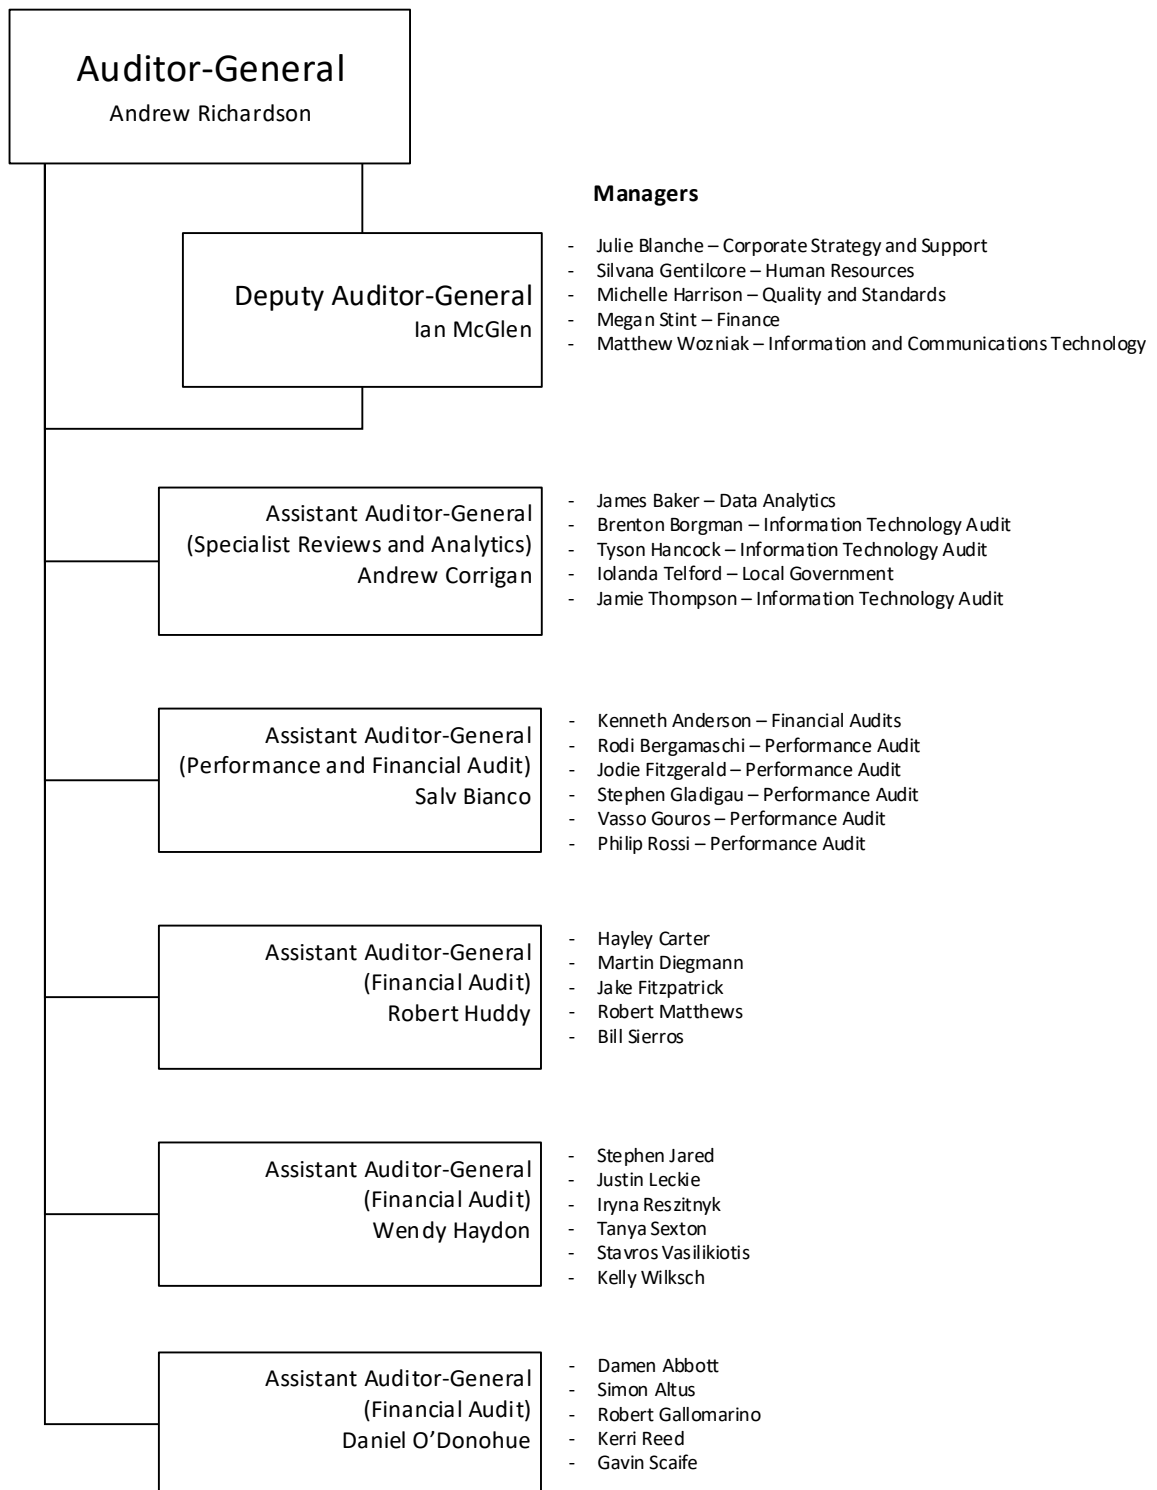 Auditor-General
Andrew Richardson
Managers
Deputy Auditor-General
Ian McGlen
- Julie Blanche – Corporate Strategy and Support
- Silvana Gentilcore – Human Resources
- Michelle Harrison – Quality and Standards
- Megan Stint – Finance
- Matthew Wozniak – Information and Communications Technology
Assistant Auditor-General
(Specialist Reviews and Analytics)
Andrew Corrigan
- James Baker – Data Analytics
- Brenton Borgman – Information Technology Audit
- Tyson Hancock – Information Technology Audit
- Iolanda Telford – Local Government
- Jamie Thompson – Information Technology Audit
Assistant Auditor-General
(Performance and Financial Audit)
Salv Bianco
- Kenneth Anderson – Financial Audits
- Rodi Bergamaschi – Performance Audit
- Jodie Fitzgerald – Performance Audit
- Stephen Gladigau – Performance Audit
- Vasso Gouros – Performance Audit
- Philip Rossi – Performance Audit
Assistant Auditor-General
(Financial Audit)
Robert Huddy
- Hayley Carter
- Martin Diegmann
- Jake Fitzpatrick
- Robert Matthews
- Bill Sierros
Assistant Auditor-General
(Financial Audit)
Wendy Haydon
- Stephen Jared
- Justin Leckie
- Iryna Reszitnyk
- Tanya Sexton
- Stavros Vasilikiotis
- Kelly Wilksch
Assistant Auditor-General
(Financial Audit)
Daniel O’Donohue
- Damen Abbott
- Simon Altus
- Robert Gallomarino
- Kerri Reed
- Gavin Scaife